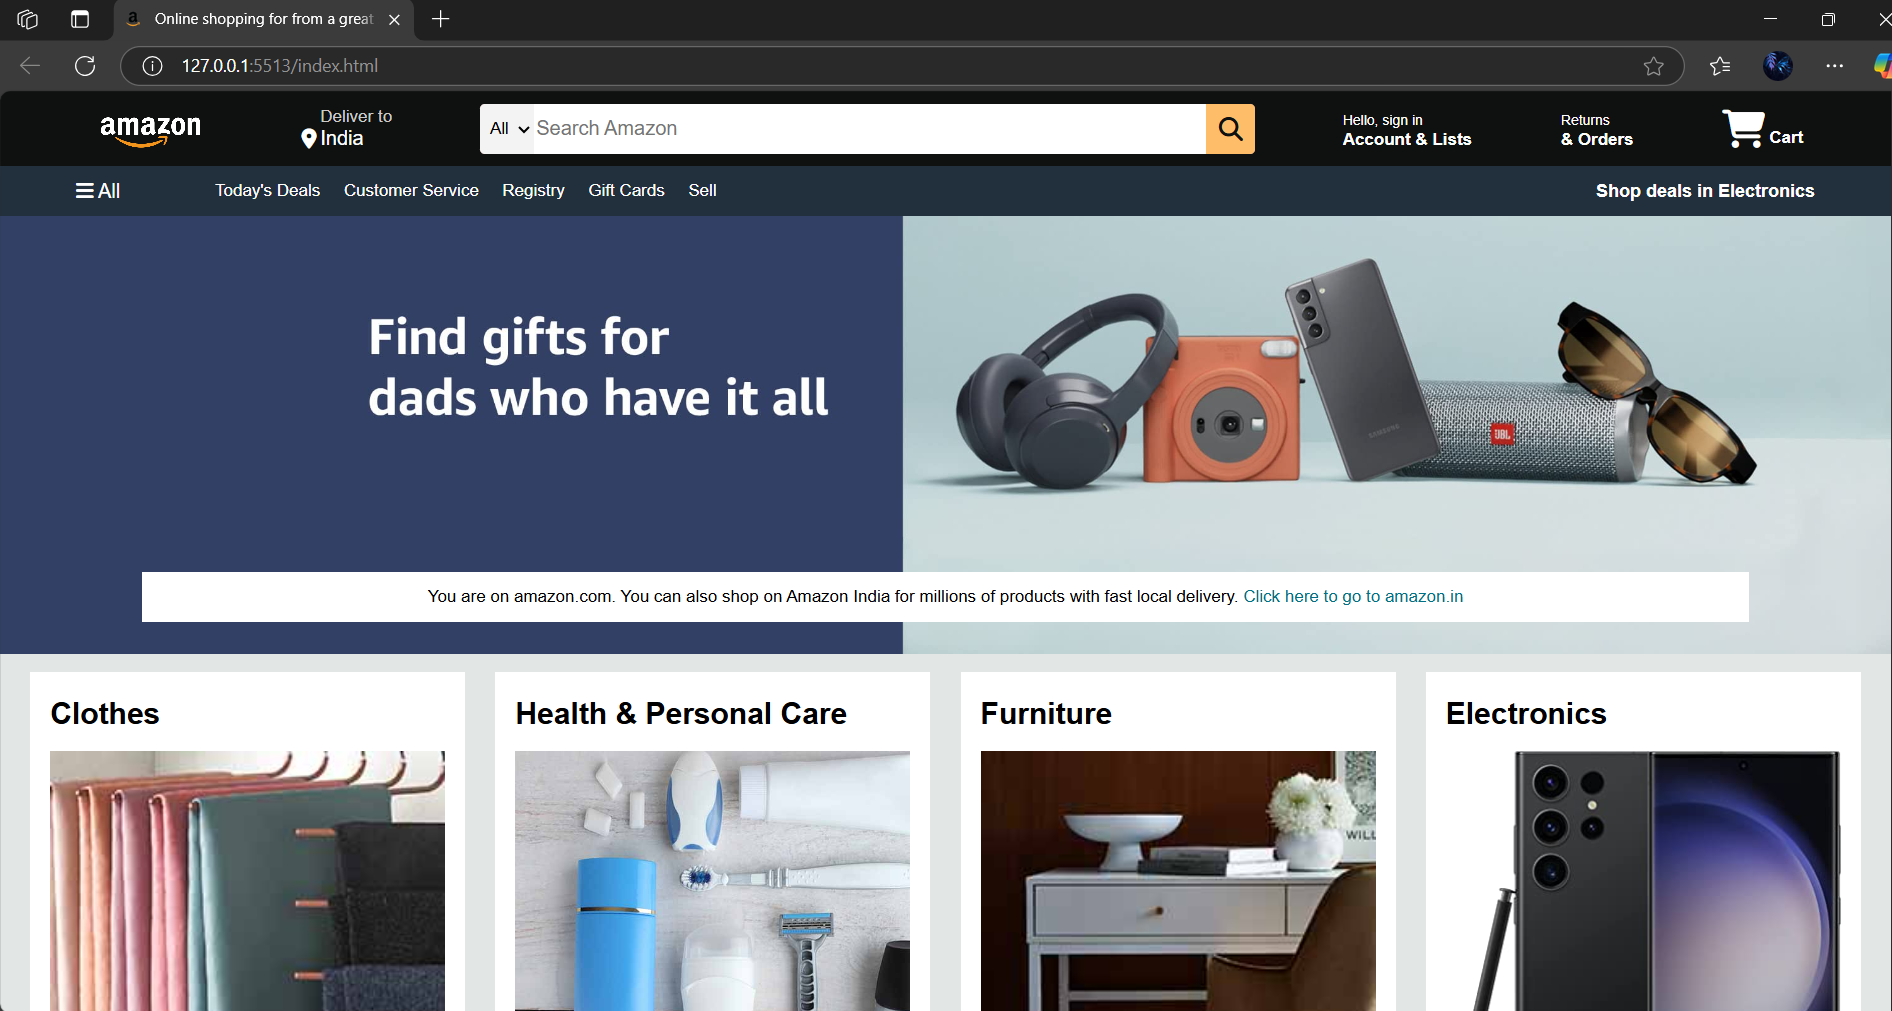 Online shopping for from a great
127.0.0.1:5513/index.html
amazon
Deliver to
India
All
Search Amazon
Hello, sign in
Account & Lists
Returns
& Orders
Cart
All
Today's Deals
Customer Service
Registry
Gift Cards
Sell
Shop deals in Electronics
Find gifts for
dads who have it all
SAMSUNG
JBL
You are on amazon.com. You can also shop on Amazon India for millions of products with fast local delivery. Click here to go to amazon.in
Clothes
Health & Personal Care
Furniture
Electronics
WILL